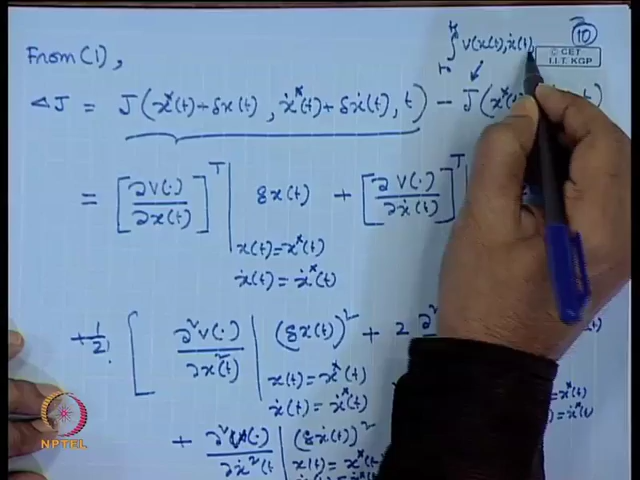 10
∫ V(x(t), ẋ(t),
© CET
I.I.T. KGP
From (1),
ΔJ = J(x*(t)+δx(t), ẋ*(t)+δẋ(t), t) − J(x*(t) t)
= [∂V(·)/∂x(t)]^T | δx(t) + [∂V(·)/∂ẋ(t)]^T |
x(t)=x*(t)
ẋ(t)=ẋ*(t)
+ 1/2 [ ∂²V(·)/∂x²(t) | (δx(t))² + 2 ∂²
x(t)=x*(t)
ẋ(t)=ẋ*(t)
=x*(t)
=ẋ*(t)
+ ∂²V(·)/∂ẋ²(t | (δẋ(t))²
x(t)=x*(t)
NPTEL